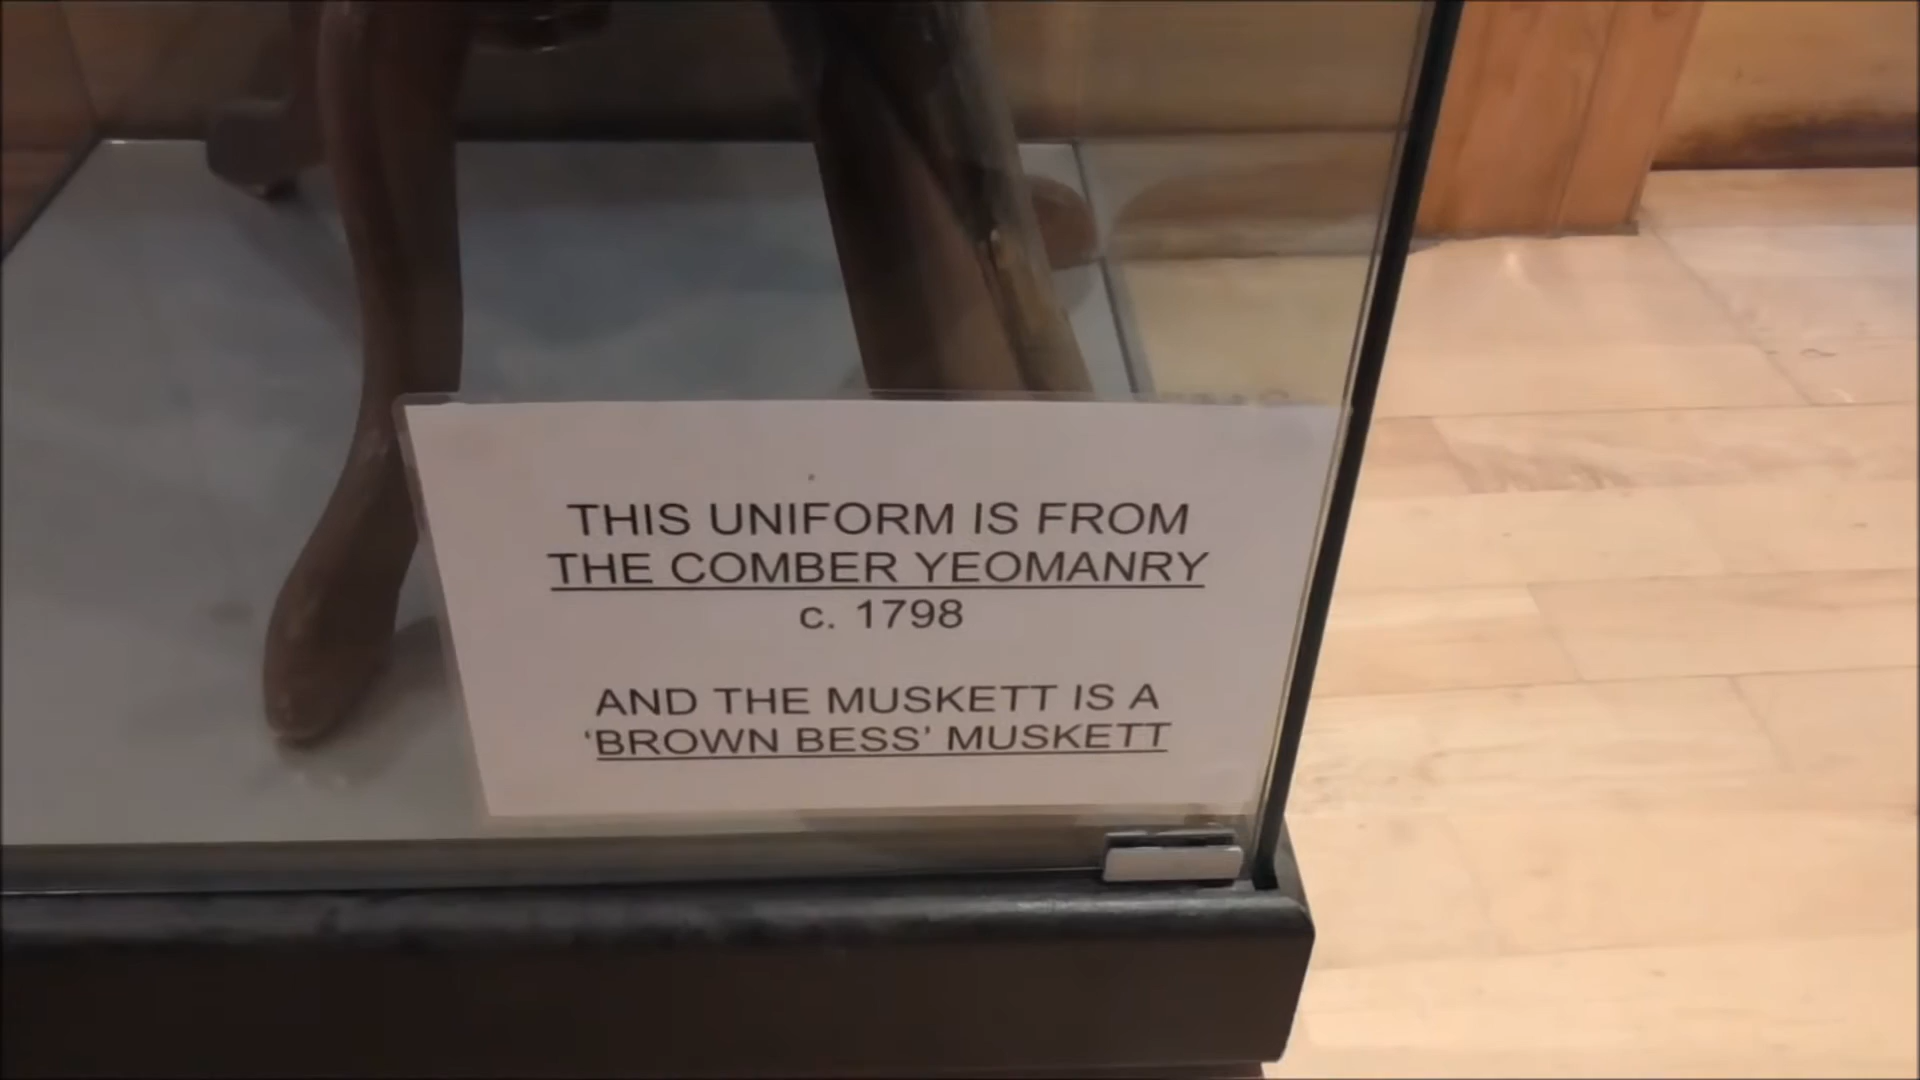 THIS UNIFORM IS FROM
THE COMBER YEOMANRY
c. 1798
AND THE MUSKETT IS A
‘BROWN BESS’ MUSKETT